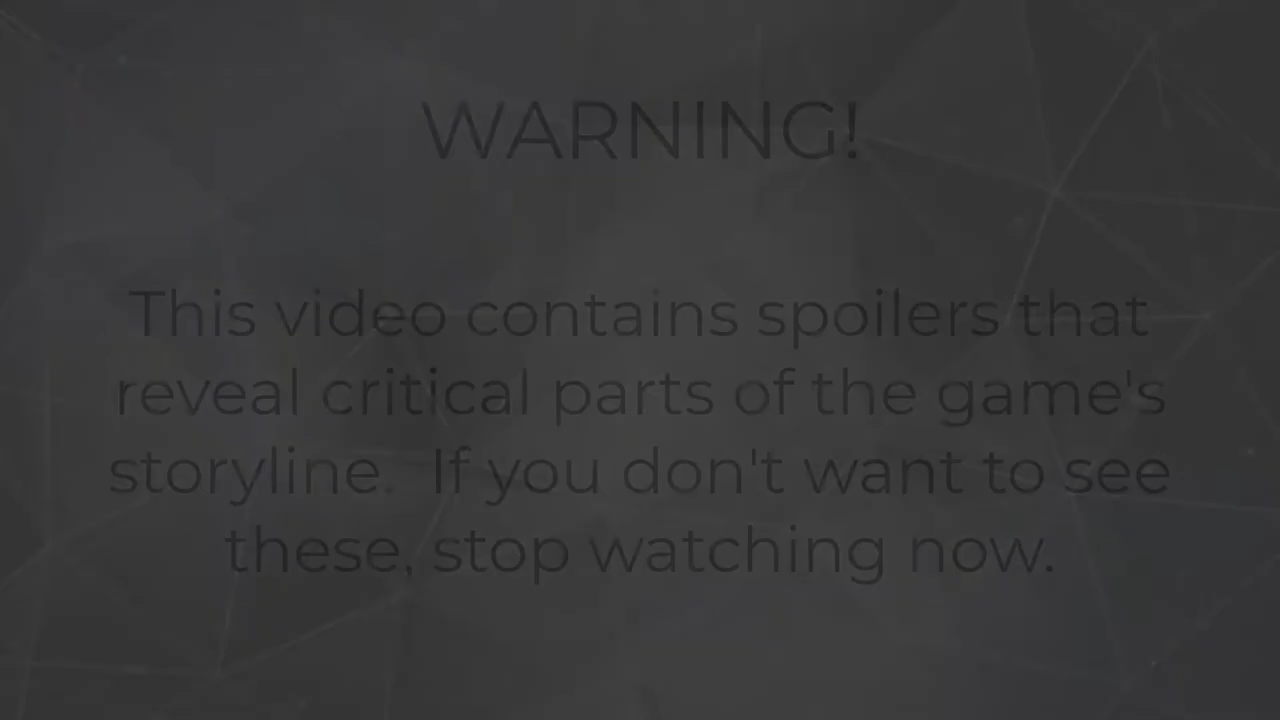 WARNING!
This video contains spoilers that
reveal critical parts of the game's
storyline.  If you don't want to see
these, stop watching now.